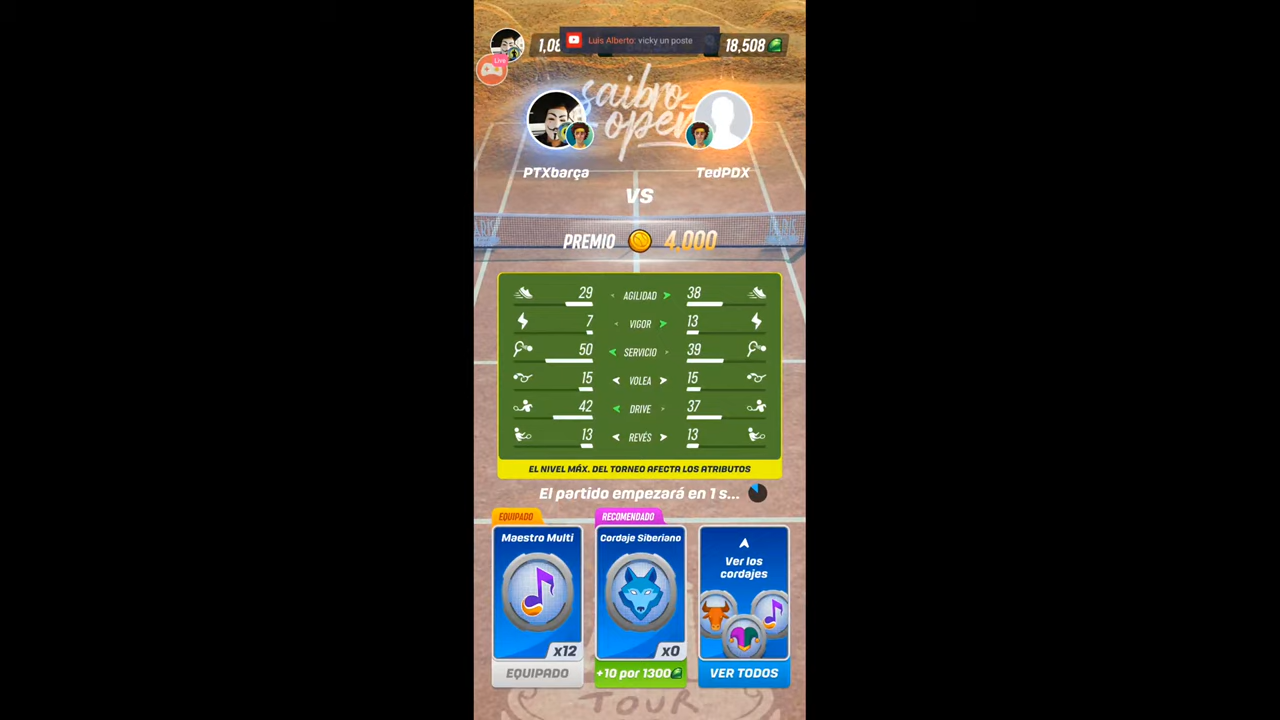 1,08
Luis Alberto: vicky un poste
18,508
Live
saibro
open
PTXbarça
TedPDX
VS
PREMIO 4.000
29 AGILIDAD 38
7 VIGOR 13
50 SERVICIO 39
15 VOLEA 15
42 DRIVE 37
13 REVÉS 13
EL NIVEL MÁX. DEL TORNEO AFECTA LOS ATRIBUTOS
El partido empezará en 1 s...
EQUIPADO
RECOMENDADO
Maestro Multi
Cordaje Siberiano
Ver los
cordajes
x12
x0
EQUIPADO
+10 por 1300
VER TODOS
TOUR